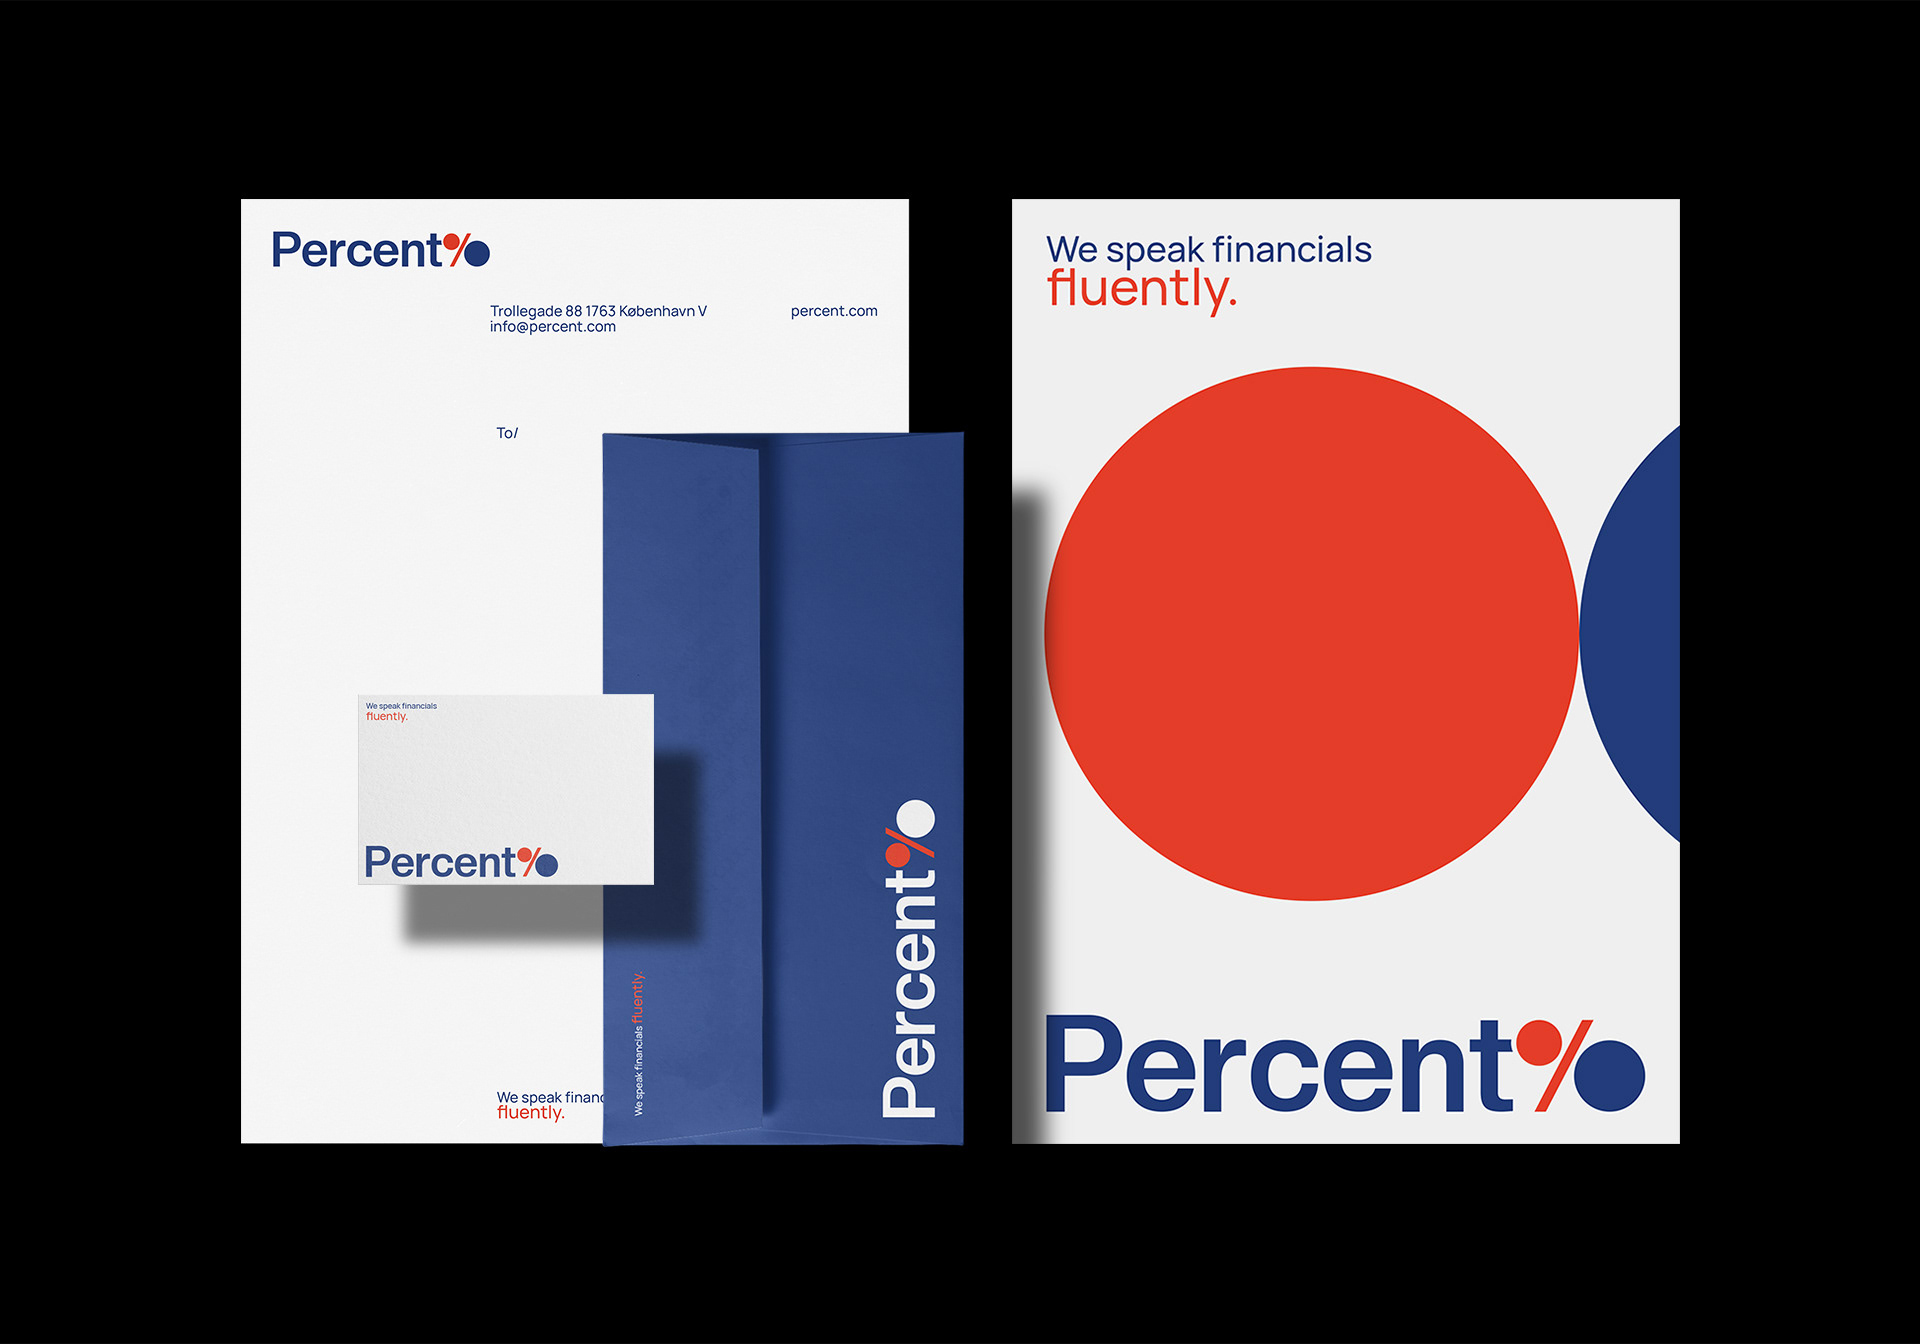 Percent%
Trollegade 88 1763 København V
info@percent.com
percent.com
To/
We speak financials
fluently.
Percent%
We speak financials fluently.
Percent%
We speak financ
fluently.
We speak financials
fluently.
Percent%